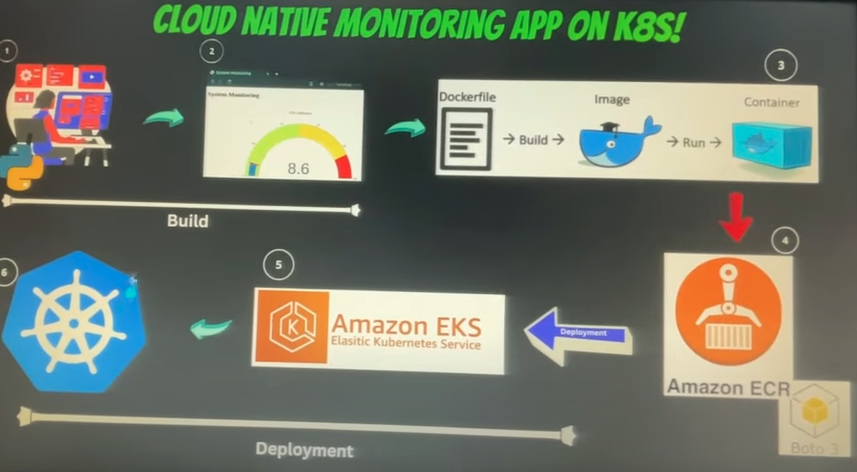 CLOUD NATIVE MONITORING APP ON K8S!
1
2
3
System Monitoring
8.6
Dockerfile
Image
Container
→ Build →
→ Run →
Build
4
5
6
Amazon EKS
Elasitic Kubernetes Service
Deployment
Amazon ECR
Boto 3
Deployment